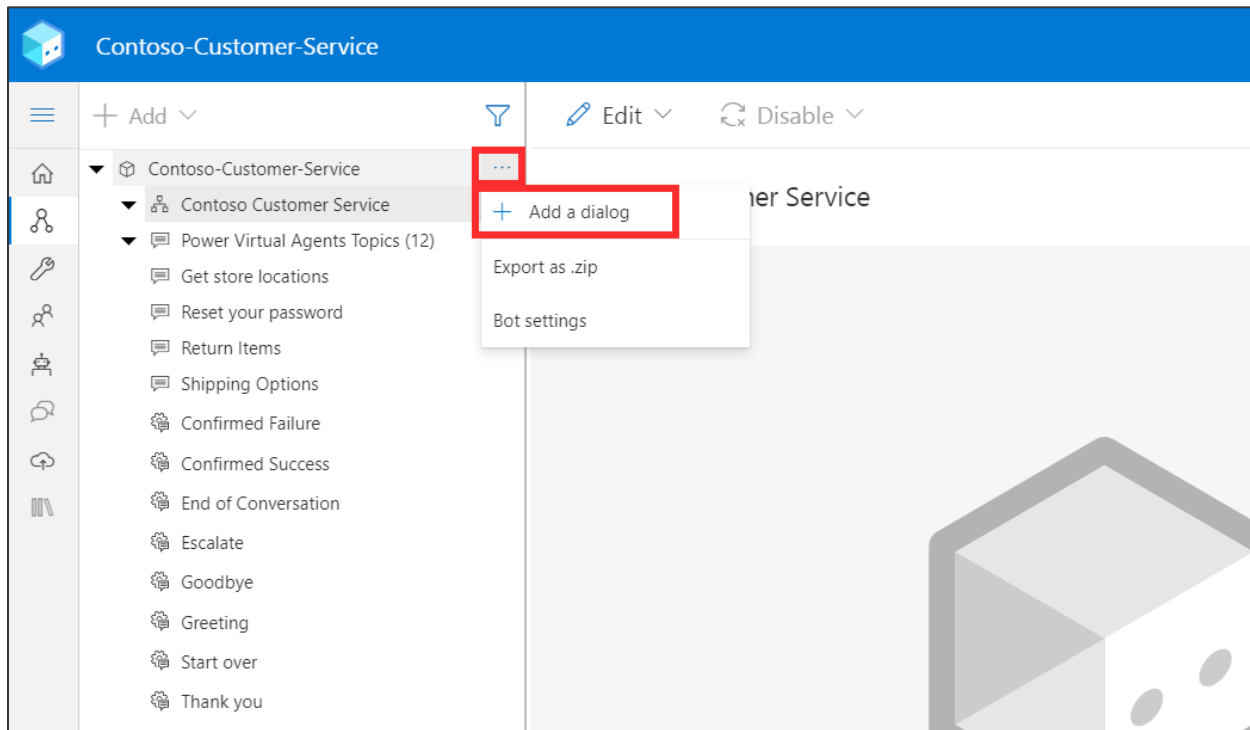 Contoso-Customer-Service
Add
Edit
Disable
Contoso-Customer-Service
...
Contoso Customer Service
Add a dialog
Service
Power Virtual Agents Topics (12)
Get store locations
Export as .zip
Reset your password
Bot settings
Return Items
Shipping Options
Confirmed Failure
Confirmed Success
End of Conversation
Escalate
Goodbye
Greeting
Start over
Thank you